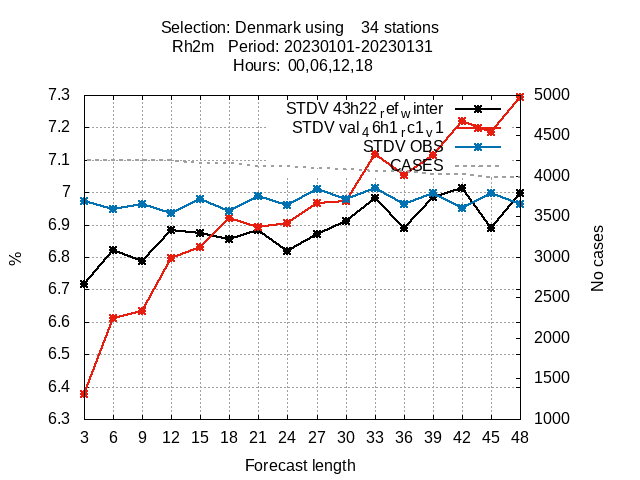 Selection: Denmark using    34 stations
Rh2m   Period: 20230101-20230131
Hours:  00,06,12,18
STDV 43h22_ref_winter
STDV val_46h1_rc1_v1
STDV OBS
CASES
7.3
7.2
7.1
7
6.9
6.8
6.7
6.6
6.5
6.4
6.3
%
5000
4500
4000
3500
3000
2500
2000
1500
1000
No cases
3 6 9 12 15 18 21 24 27 30 33 36 39 42 45 48
Forecast length